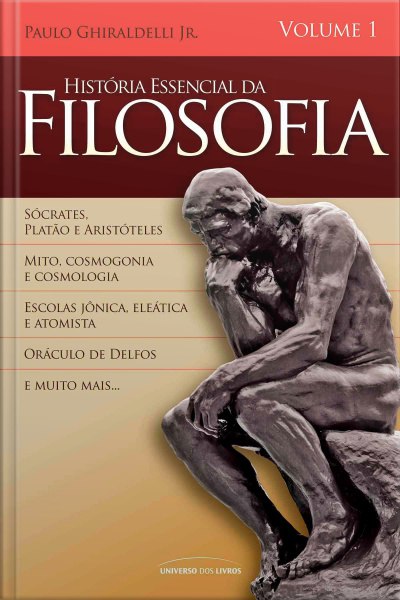 Paulo Ghiraldelli Jr.
Volume 1
História Essencial da
Filosofia
Sócrates,
Platão e Aristóteles
Mito, cosmogonia
e cosmologia
Escolas jônica, eleática
e atomista
Oráculo de Delfos
e muito mais...
UNIVERSO DOS LIVROS